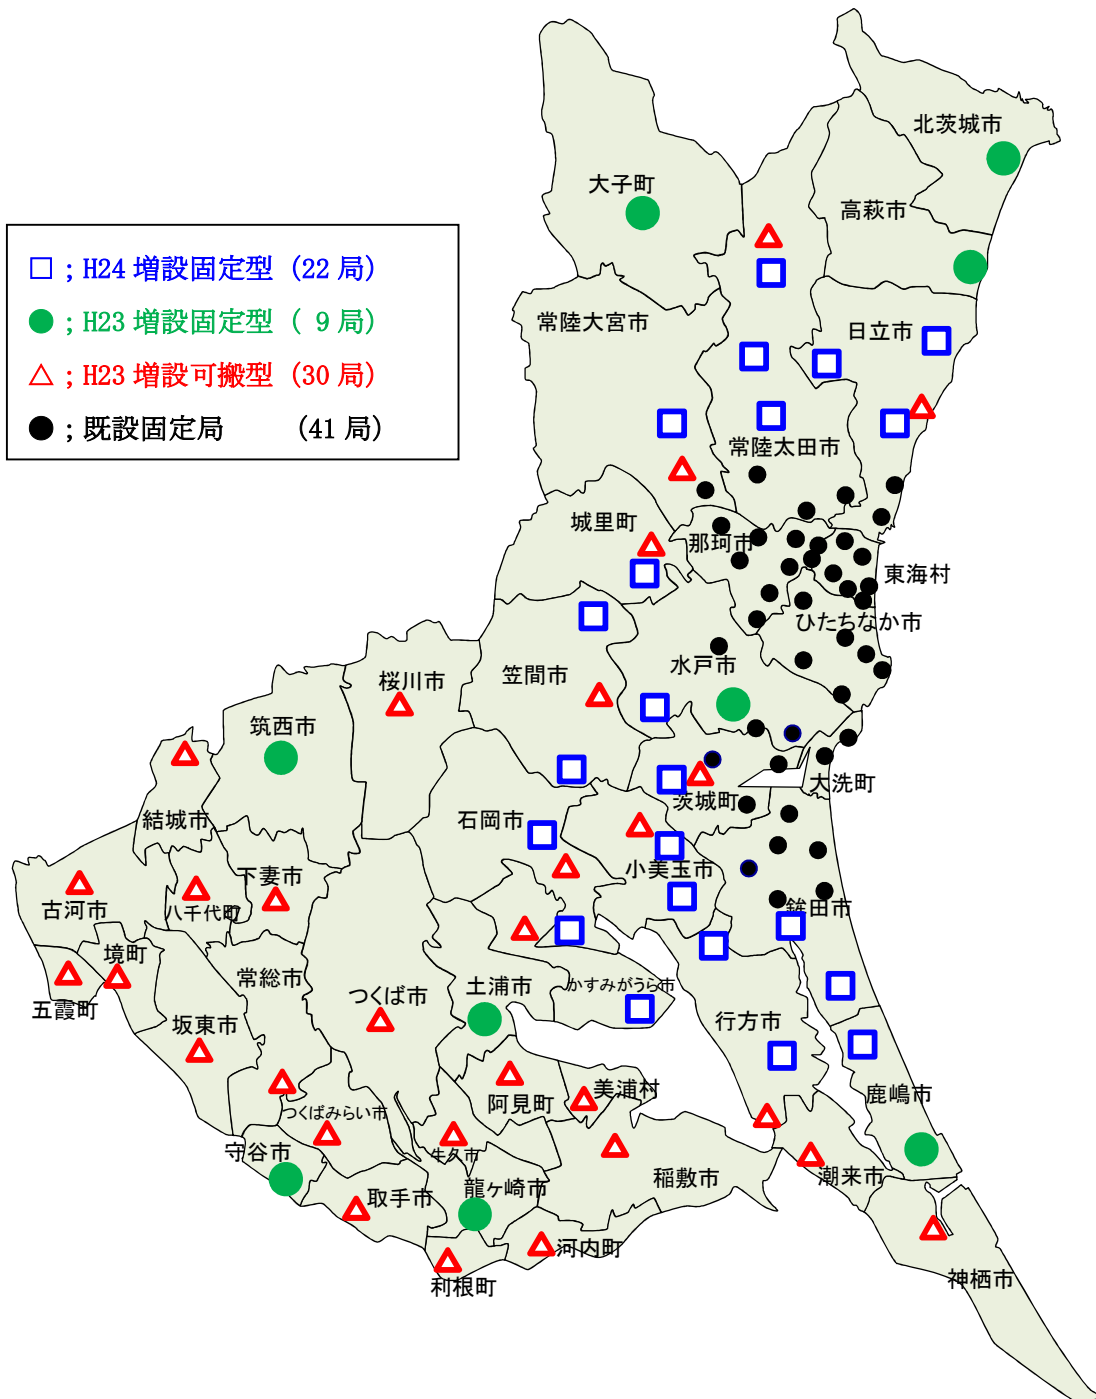 北茨城市
大子町
高萩市
□；H24 増設固定型（22 局）
●；H23 増設固定型（ 9 局）
△；H23 増設可搬型（30 局）
●；既設固定局　　（41 局）
常陸大宮市
日立市
常陸太田市
城里町
那珂市
東海村
ひたちなか市
水戸市
笠間市
桜川市
筑西市
大洗町
茨城町
結城市
石岡市
小美玉市
下妻市
古河市
八千代町
鉾田市
境町
常総市
五霞町
つくば市
土浦市
かすみがうら市
坂東市
行方市
鹿嶋市
阿見町
美浦村
つくばみらい市
守谷市
牛久市
潮来市
稲敷市
取手市
龍ヶ崎市
河内町
利根町
神栖市